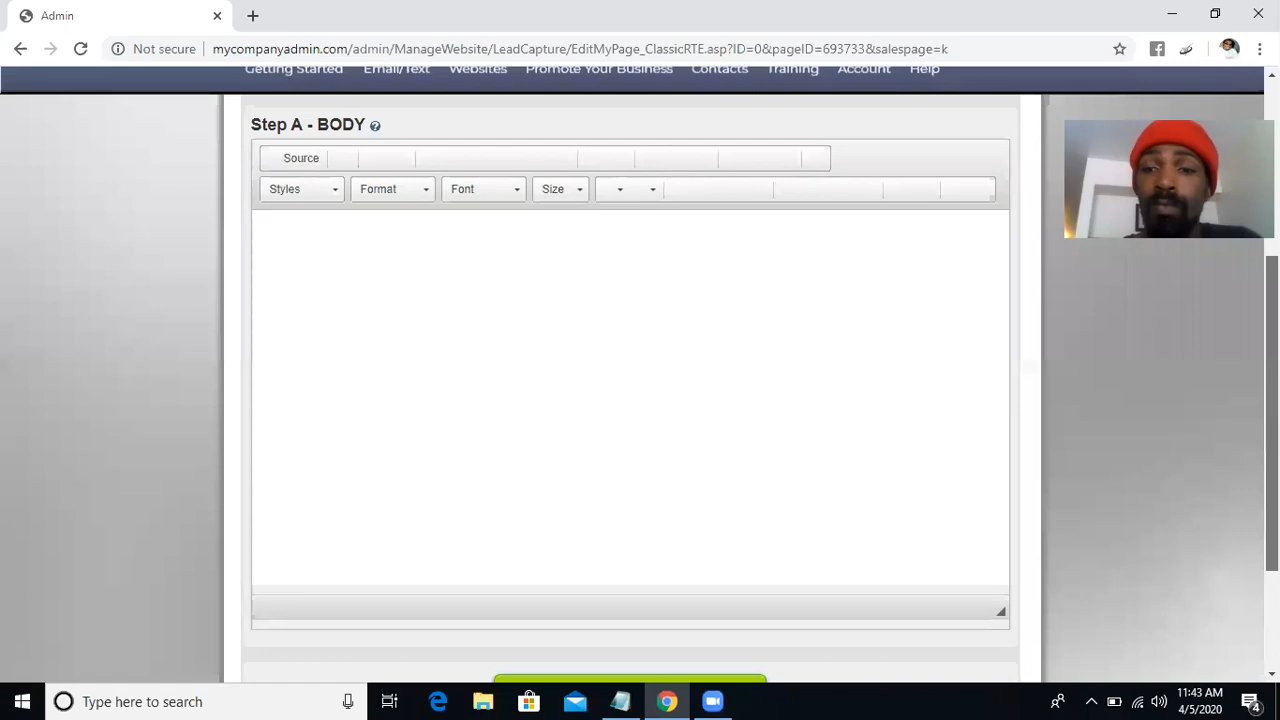 Admin
Not secure
mycompanyadmin.com/admin/ManageWebsite/LeadCapture/EditMyPage_ClassicRTE.asp?ID=0&pageID=693733&salespage=k
Getting Started Email/Text Websites Promote Your Business Contacts Training Account Help
Step A - BODY ?
Source
Styles Format Font Size
Type here to search
11:43 AM
4/5/2020
4